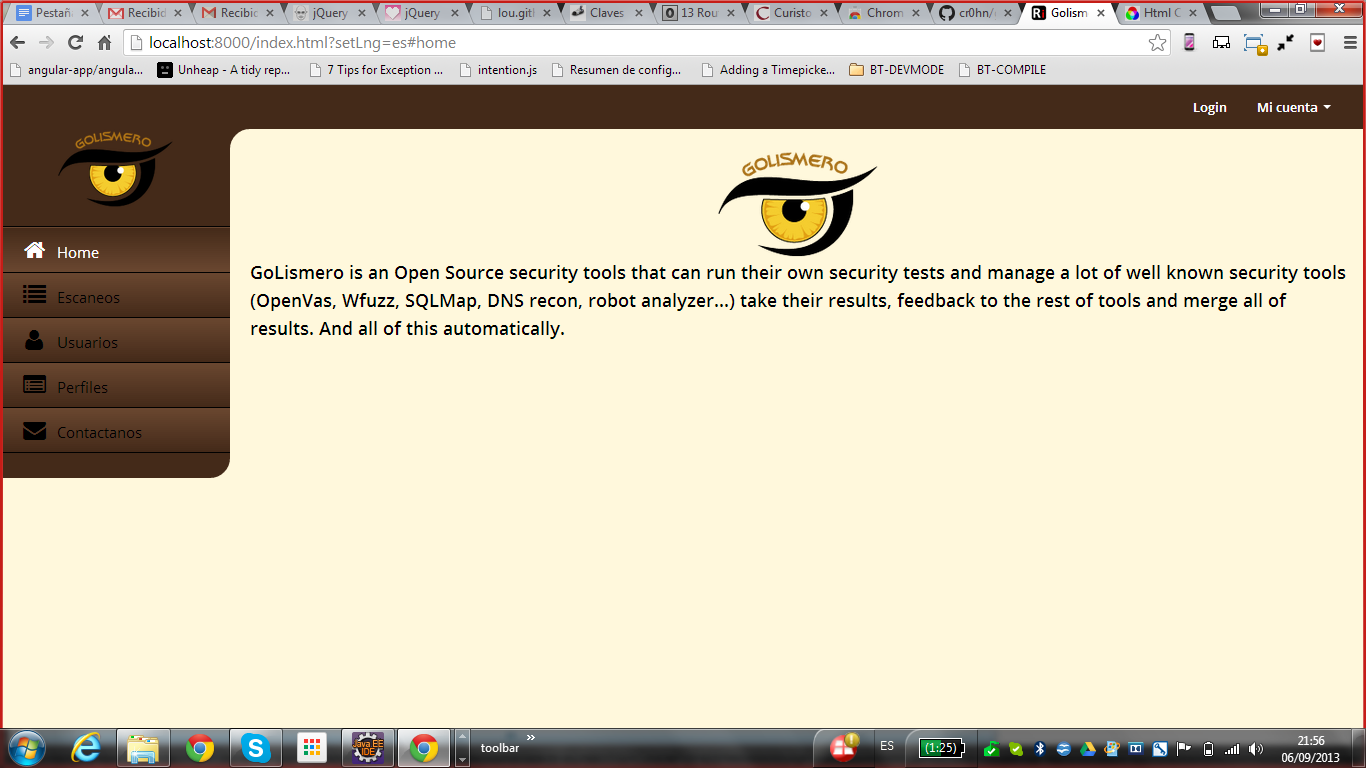 Pestañ
Recibid
Recibic
jQuery
jQuery
lou.gitl
Claves
13 Rou
Curisto
Chrom
cr0hn/
Golism
Html C
localhost:8000/index.html?setLng=es#home
angular-app/angula...
Unheap - A tidy rep...
7 Tips for Exception ...
intention.js
Resumen de config...
Adding a Timepicke...
BT-DEVMODE
BT-COMPILE
Login
Mi cuenta
GOLISMERO
GOLISMERO
Home
Escaneos
Usuarios
Perfiles
Contactanos
GoLismero is an Open Source security tools that can run their own security tests and manage a lot of well known security tools
(OpenVas, Wfuzz, SQLMap, DNS recon, robot analyzer...) take their results, feedback to the rest of tools and merge all of
results. And all of this automatically.
Java EE
IDE
toolbar
»
ES
(1:25)
21:56
06/09/2013